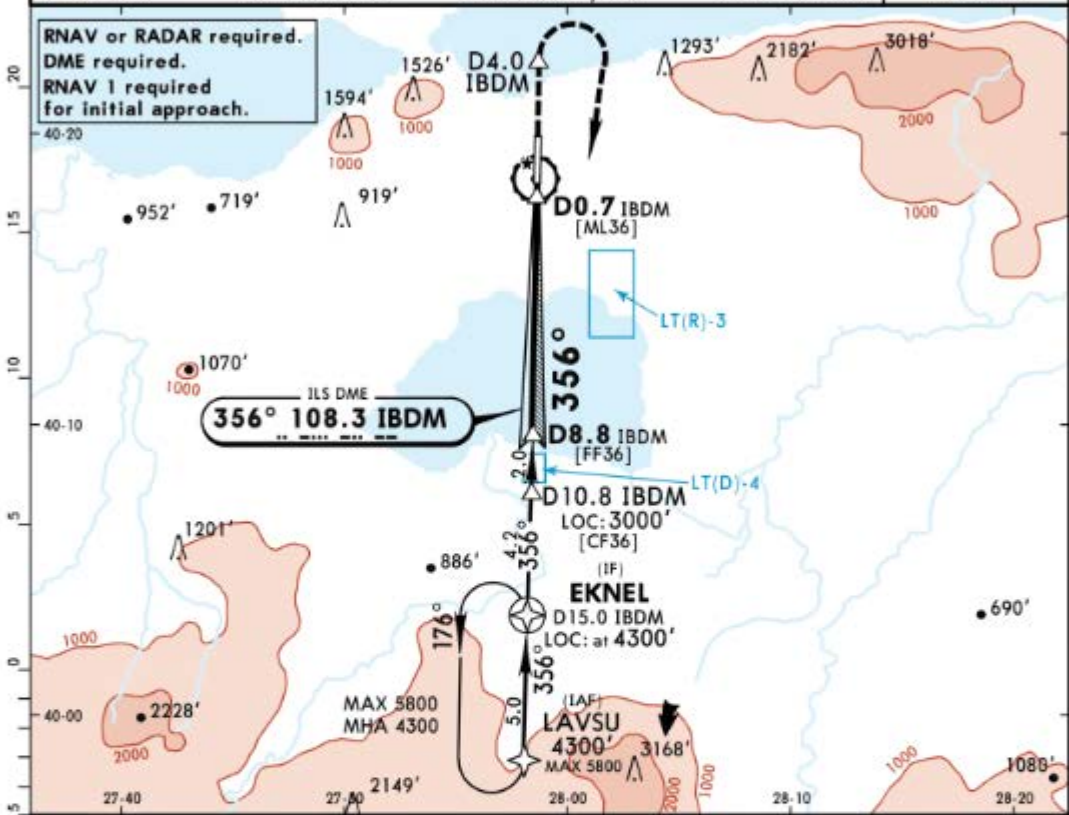 RNAV or RADAR required.
DME required.
RNAV 1 required
for initial approach.
D4.0
IBDM
1293'
2182'
3018'
1526'
1594'
1000
1000
2000
1000
20
40-20
952'
719'
919'
15
D0.7 IBDM
[ML36]
LT(R)-3
1070'
1000
10
40-10
ILS DME
356° 108.3 IBDM
356°
D8.8 IBDM
[FF36]
2.0
LT(D)-4
D10.8 IBDM
LOC: 3000'
[CF36]
4.2
356°
5
1201'
886'
(IF)
EKNEL
D15.0 IBDM
LOC: at 4300'
690'
176°
1000
0
356°
5.0
MAX 5800
MHA 4300
(IAF)
LAVSU
4300'
MAX 5800
40-00
2228'
2000
3168'
2000
1000
1000
1080'
2149'
5
27-40
27-50
28-00
28-10
28-20